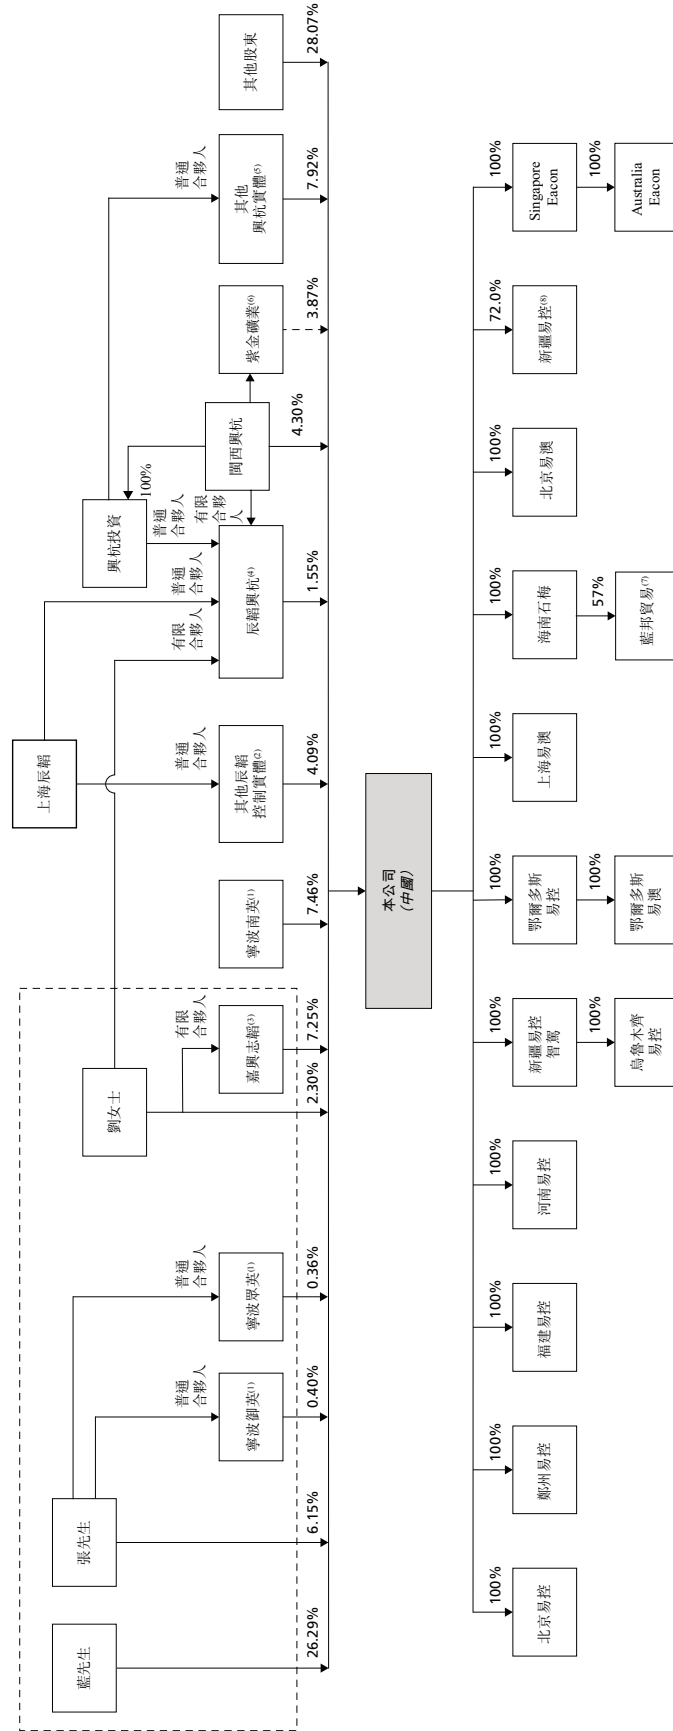 藍先生
張先生
劉女士
上海辰韜
興杭投資
100%
閩西興杭
普通
合夥人
普通
合夥人
有限
合夥人
普通
合夥人
有限
合夥人
普通
合夥人
普通
合夥人
有限
合夥人
普通
合夥人
寧波御英(1)
寧波眾英(1)
嘉興志韜(3)
寧波南英(1)
其他辰韜
控制實體(2)
辰韜興杭(4)
紫金礦業(6)
其他
興杭實體(5)
其他股東
26.29%
6.15%
0.40%
0.36%
2.30%
7.25%
7.46%
4.09%
1.55%
4.30%
3.87%
7.92%
28.07%
本公司
(中國)
100%
100%
100%
100%
100%
100%
100%
100%
100%
72.0%
100%
北京易控
鄭州易控
福建易控
河南易控
新疆易控
智駕
鄂爾多斯
易控
上海易澳
海南石梅
北京易澳
新疆易控(8)
Singapore
Eacon
100%
100%
57%
100%
烏魯木齊
易控
鄂爾多斯
易澳
藍邦貿易(7)
Australia
Eacon